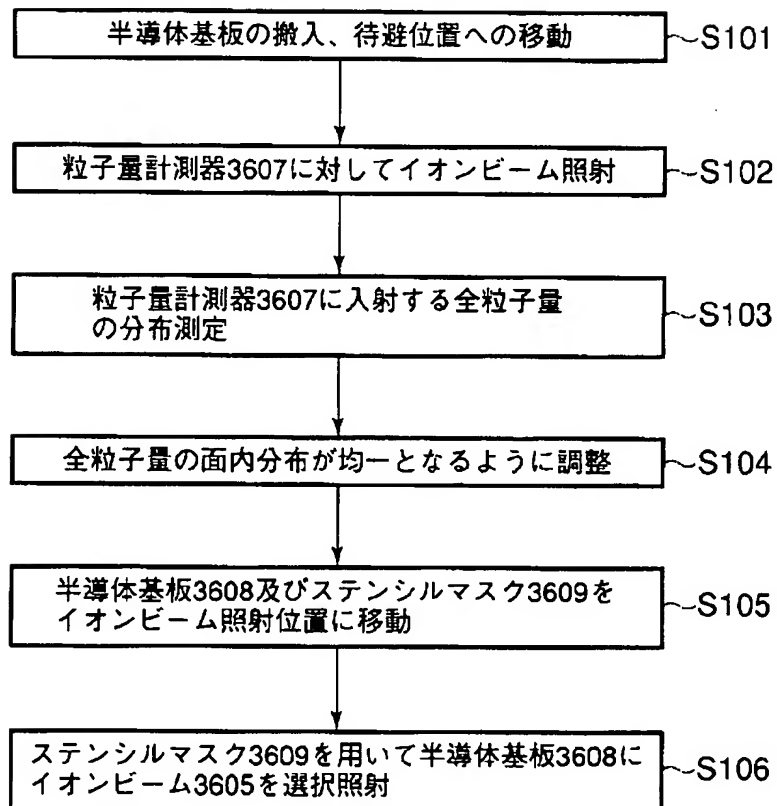 半導体基板の搬入、待避位置への移動 ~S101
粒子量計測器3607に対してイオンビーム照射 ~S102
粒子量計測器3607に入射する全粒子量
の分布測定 ~S103
全粒子量の面内分布が均一となるように調整 ~S104
半導体基板3608及びステンシルマスク3609を
イオンビーム照射位置に移動 ~S105
ステンシルマスク3609を用いて半導体基板3608に
イオンビーム3605を選択照射 ~S106